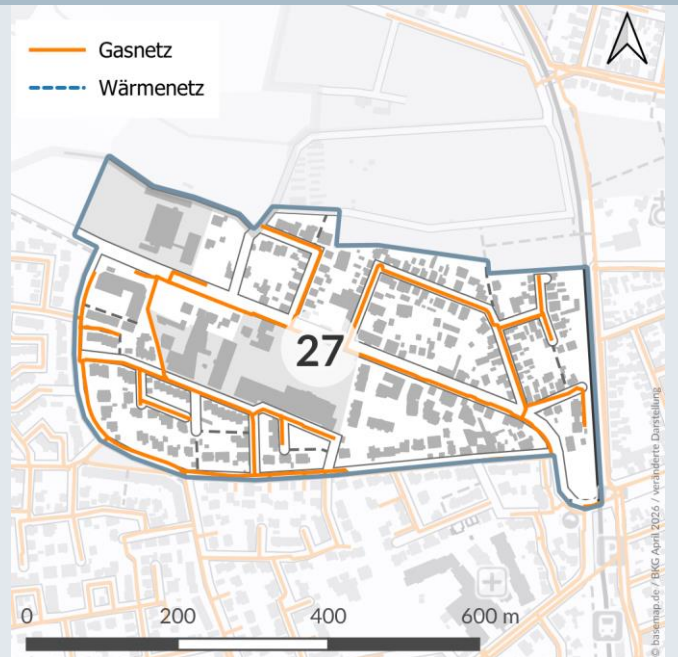 Gasnetz
Wärmenetz
27
0 200 400 600 m
© basemap.de / BKG April 2026 / veränderte Darstellung